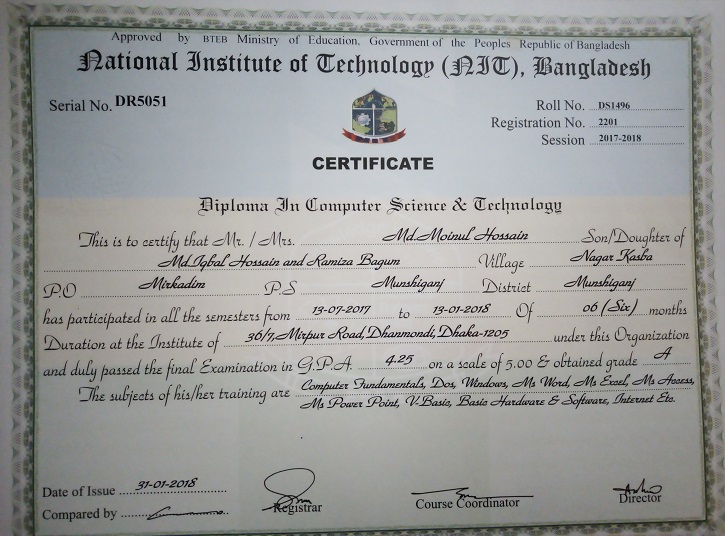 Approved by BTEB Ministry of Education, Government of the Peoples Republic of Bangladesh
National Institute of Technology (NIT), Bangladesh
Serial No. DR5051
Roll No. DS1496
Registration No. 2201
Session 2017-2018
CERTIFICATE
Diploma In Computer Science & Technology
This is to certify that Mr. / Mrs. Md.Moinul Hossain Son/Doughter of
Md.Iqbal Hossain and Ramiza Bagum Village Nagar Kasba
P.O Mirkadim P.S Munshiganj District Munshiganj
has participated in all the semesters from 13-07-2017 to 13-01-2018 Of 06 (Six) months
Duration at the Institute of 36/7,Mirpur Road,Dhanmondi,Dhaka-1205 under this Organization
and duly passed the final Examination in G.P.A. 4.25 on a scale of 5.00 & obtained grade A
The subjects of his/her training are Computer Fundamentals, Dos, Windows, Ms Word, Ms Excel, Ms Access,
Ms Power Point, V-Basic, Basic Hardware & Software, Internet Etc.
Date of Issue 31-01-2018
Compared by
Registrar
Course Coordinator
Director